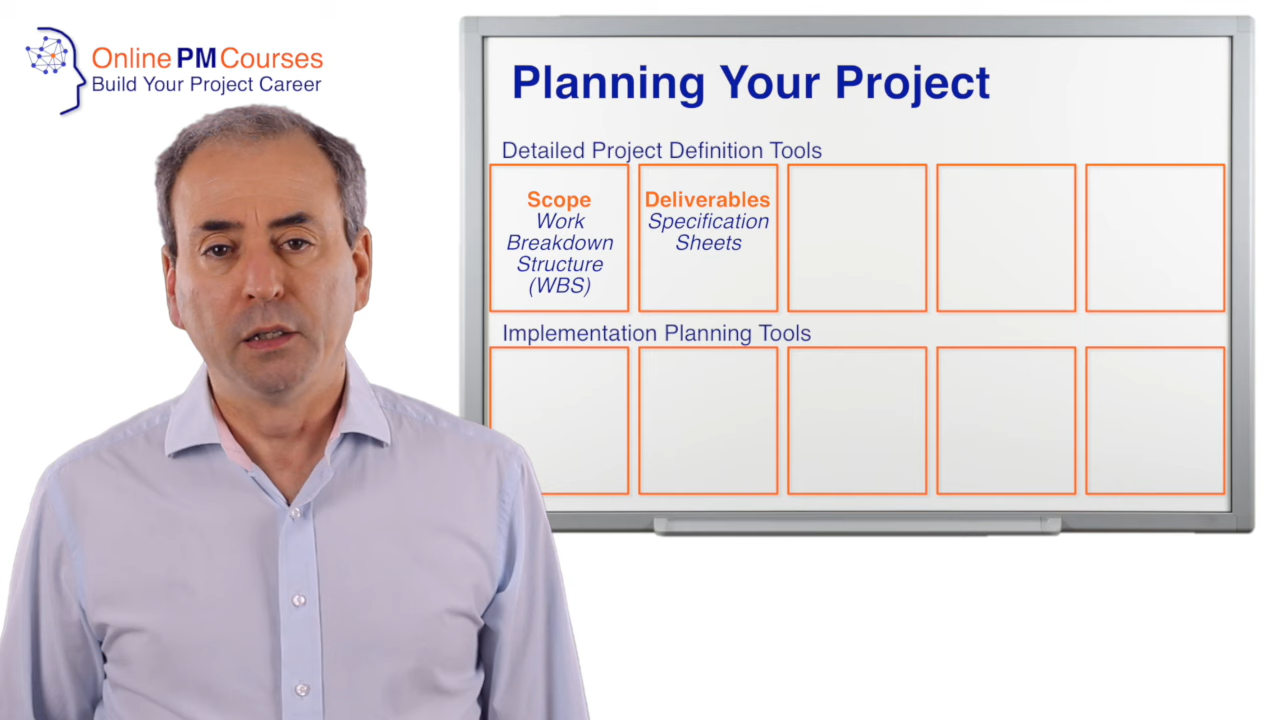 Online PM Courses
Build Your Project Career
Planning Your Project
Detailed Project Definition Tools
Scope
Work
Breakdown
Structure
(WBS)
Deliverables
Specification
Sheets
Implementation Planning Tools